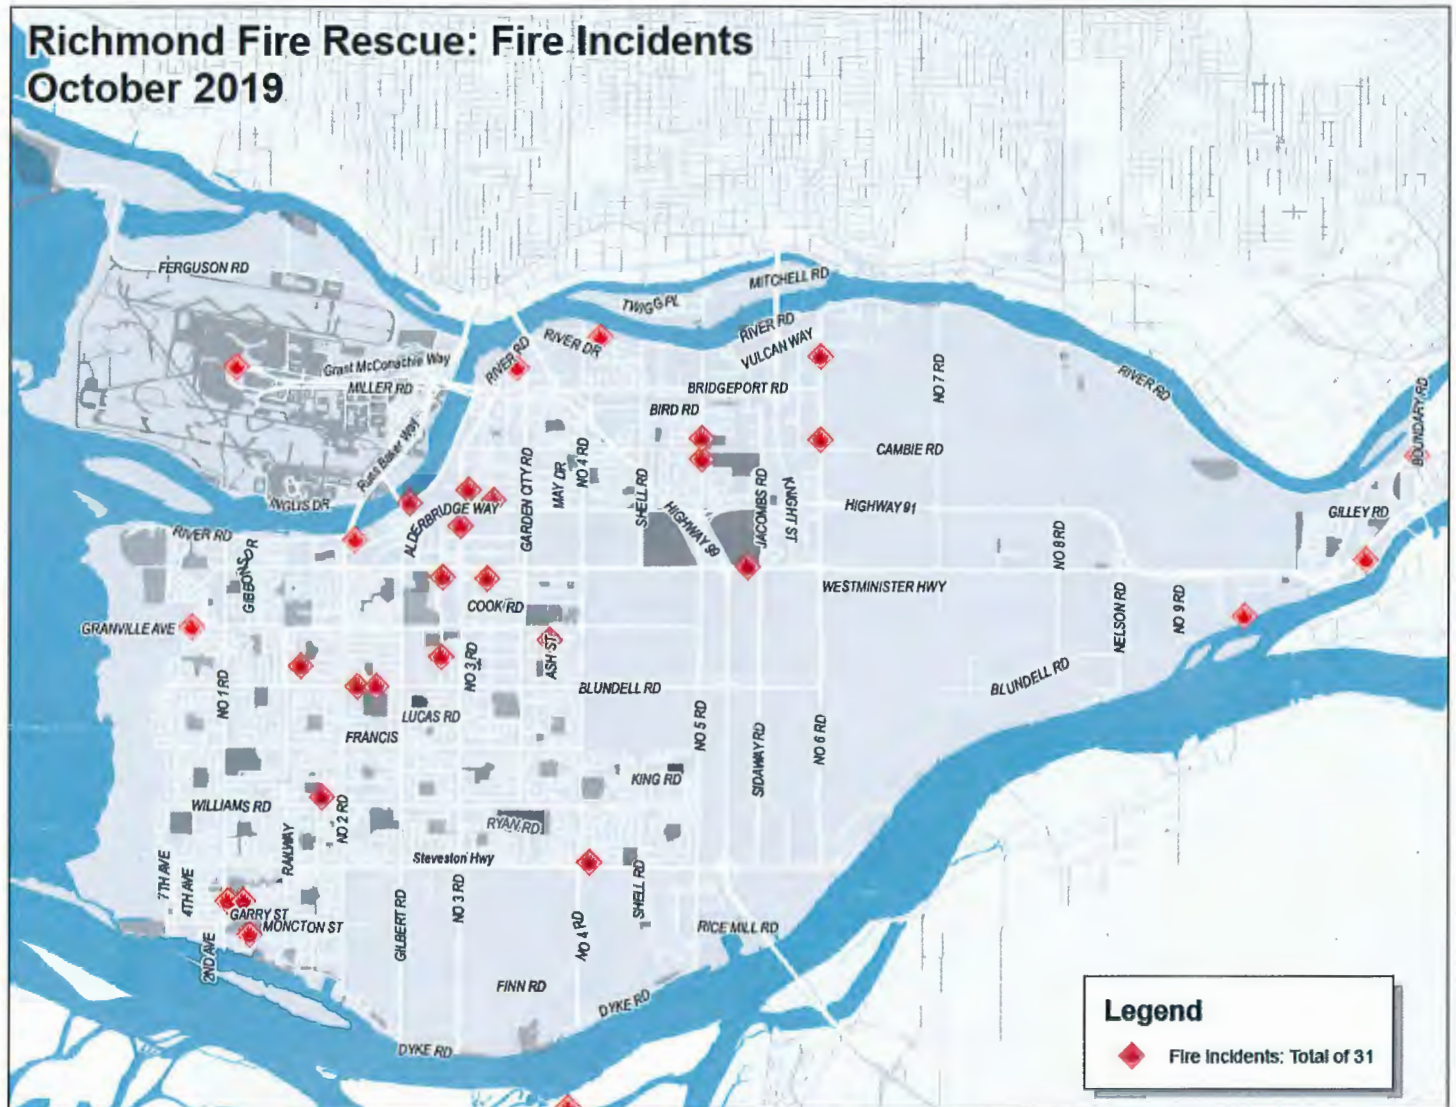 Richmond Fire Rescue: Fire Incidents
October 2019
FERGUSON RD
MITCHELL RD
TWIGG PL
RIVER RD
VULCAN WAY
RIVER DR
RIVER RD
Grant McConachie Way
MILLER RD
BRIDGEPORT RD
NO 7 RD
RIVER RD
BOUNDARY RD
BIRD RD
Russ Baker Way
CAMBIE RD
GARDEN CITY RD
MAY DR
NO 4 RD
SHELL RD
HIGHWAY 99
JACOMBS RD
KNIGHT ST
HIGHWAY 91
GILLEY RD
INGLIS DR
ALDERBRIDGE WAY
RIVER RD
GIBBONS DR
NO 8 RD
WESTMINISTER HWY
COOK RD
NELSON RD
NO 9 RD
GRANVILLE AVE
ASH ST
NO 3 RD
NO 1 RD
BLUNDELL RD
BLUNDELL RD
LUCAS RD
FRANCIS
NO 5 RD
SIDAWAY RD
NO 6 RD
KING RD
WILLIAMS RD
NO 2 RD
RYAN RD
RAILWAY
Steveston Hwy
7TH AVE
4TH AVE
SHELL RD
GILBERT RD
NO 3 RD
GARRY ST
MONCTON ST
NO 4 RD
RICE MILL RD
2ND AVE
FINN RD
DYKE RD
DYKE RD
Legend
Fire Incidents: Total of 31